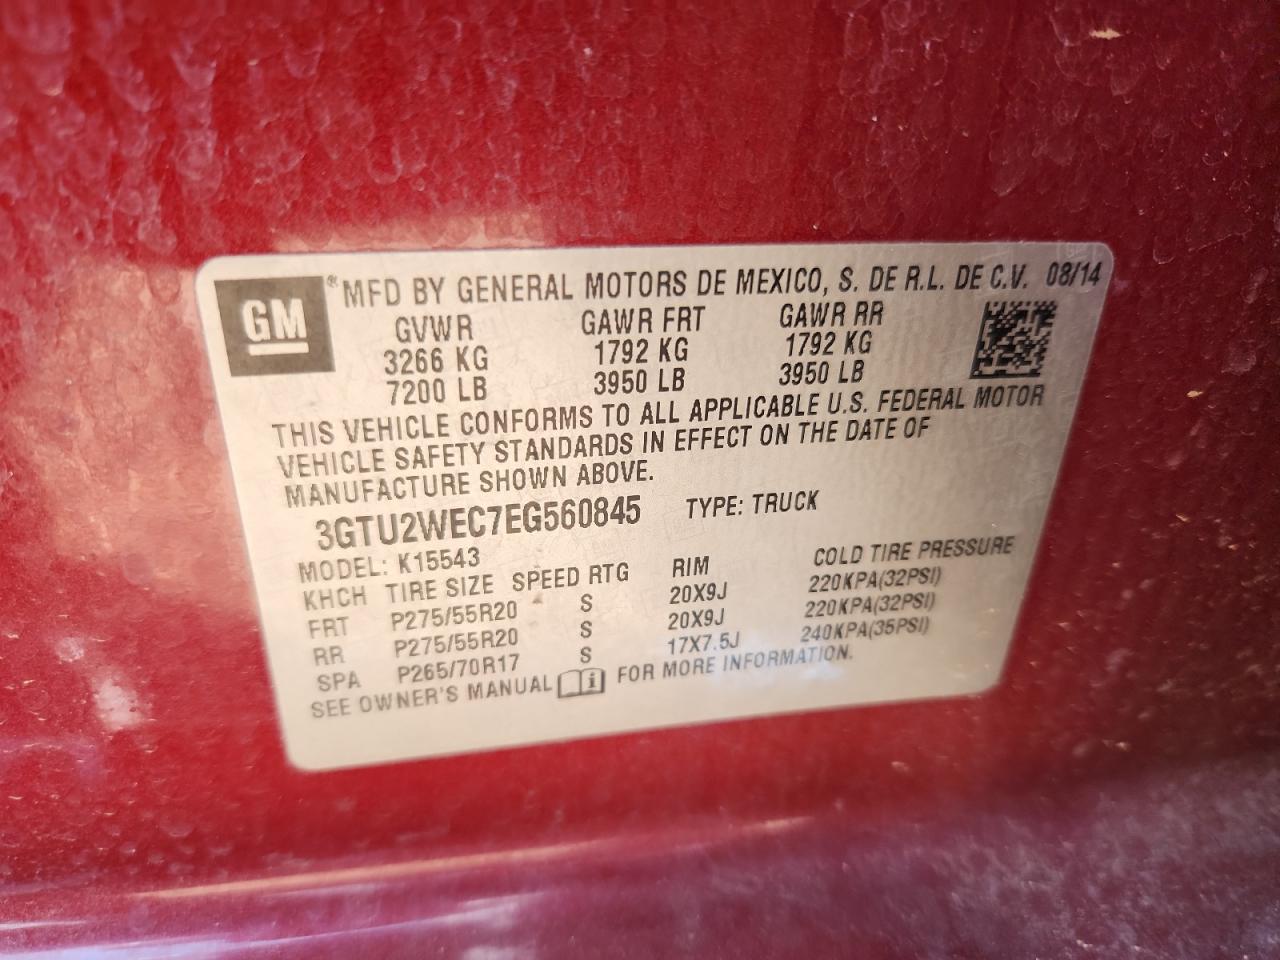 GM ® MFD BY GENERAL MOTORS DE MEXICO, S. DE R.L. DE C.V. 08/14
GVWR GAWR FRT GAWR RR
3266 KG 1792 KG 1792 KG
7200 LB 3950 LB 3950 LB
THIS VEHICLE CONFORMS TO ALL APPLICABLE U.S. FEDERAL MOTOR
VEHICLE SAFETY STANDARDS IN EFFECT ON THE DATE OF
MANUFACTURE SHOWN ABOVE.
3GTU2WEC7EG560845 TYPE: TRUCK
MODEL: K15543
KHCH TIRE SIZE SPEED RTG RIM COLD TIRE PRESSURE
FRT P275/55R20 S 20X9J 220KPA(32PSI)
RR P275/55R20 S 20X9J 220KPA(32PSI)
SPA P265/70R17 S 17X7.5J 240KPA(35PSI)
SEE OWNER'S MANUAL i FOR MORE INFORMATION.